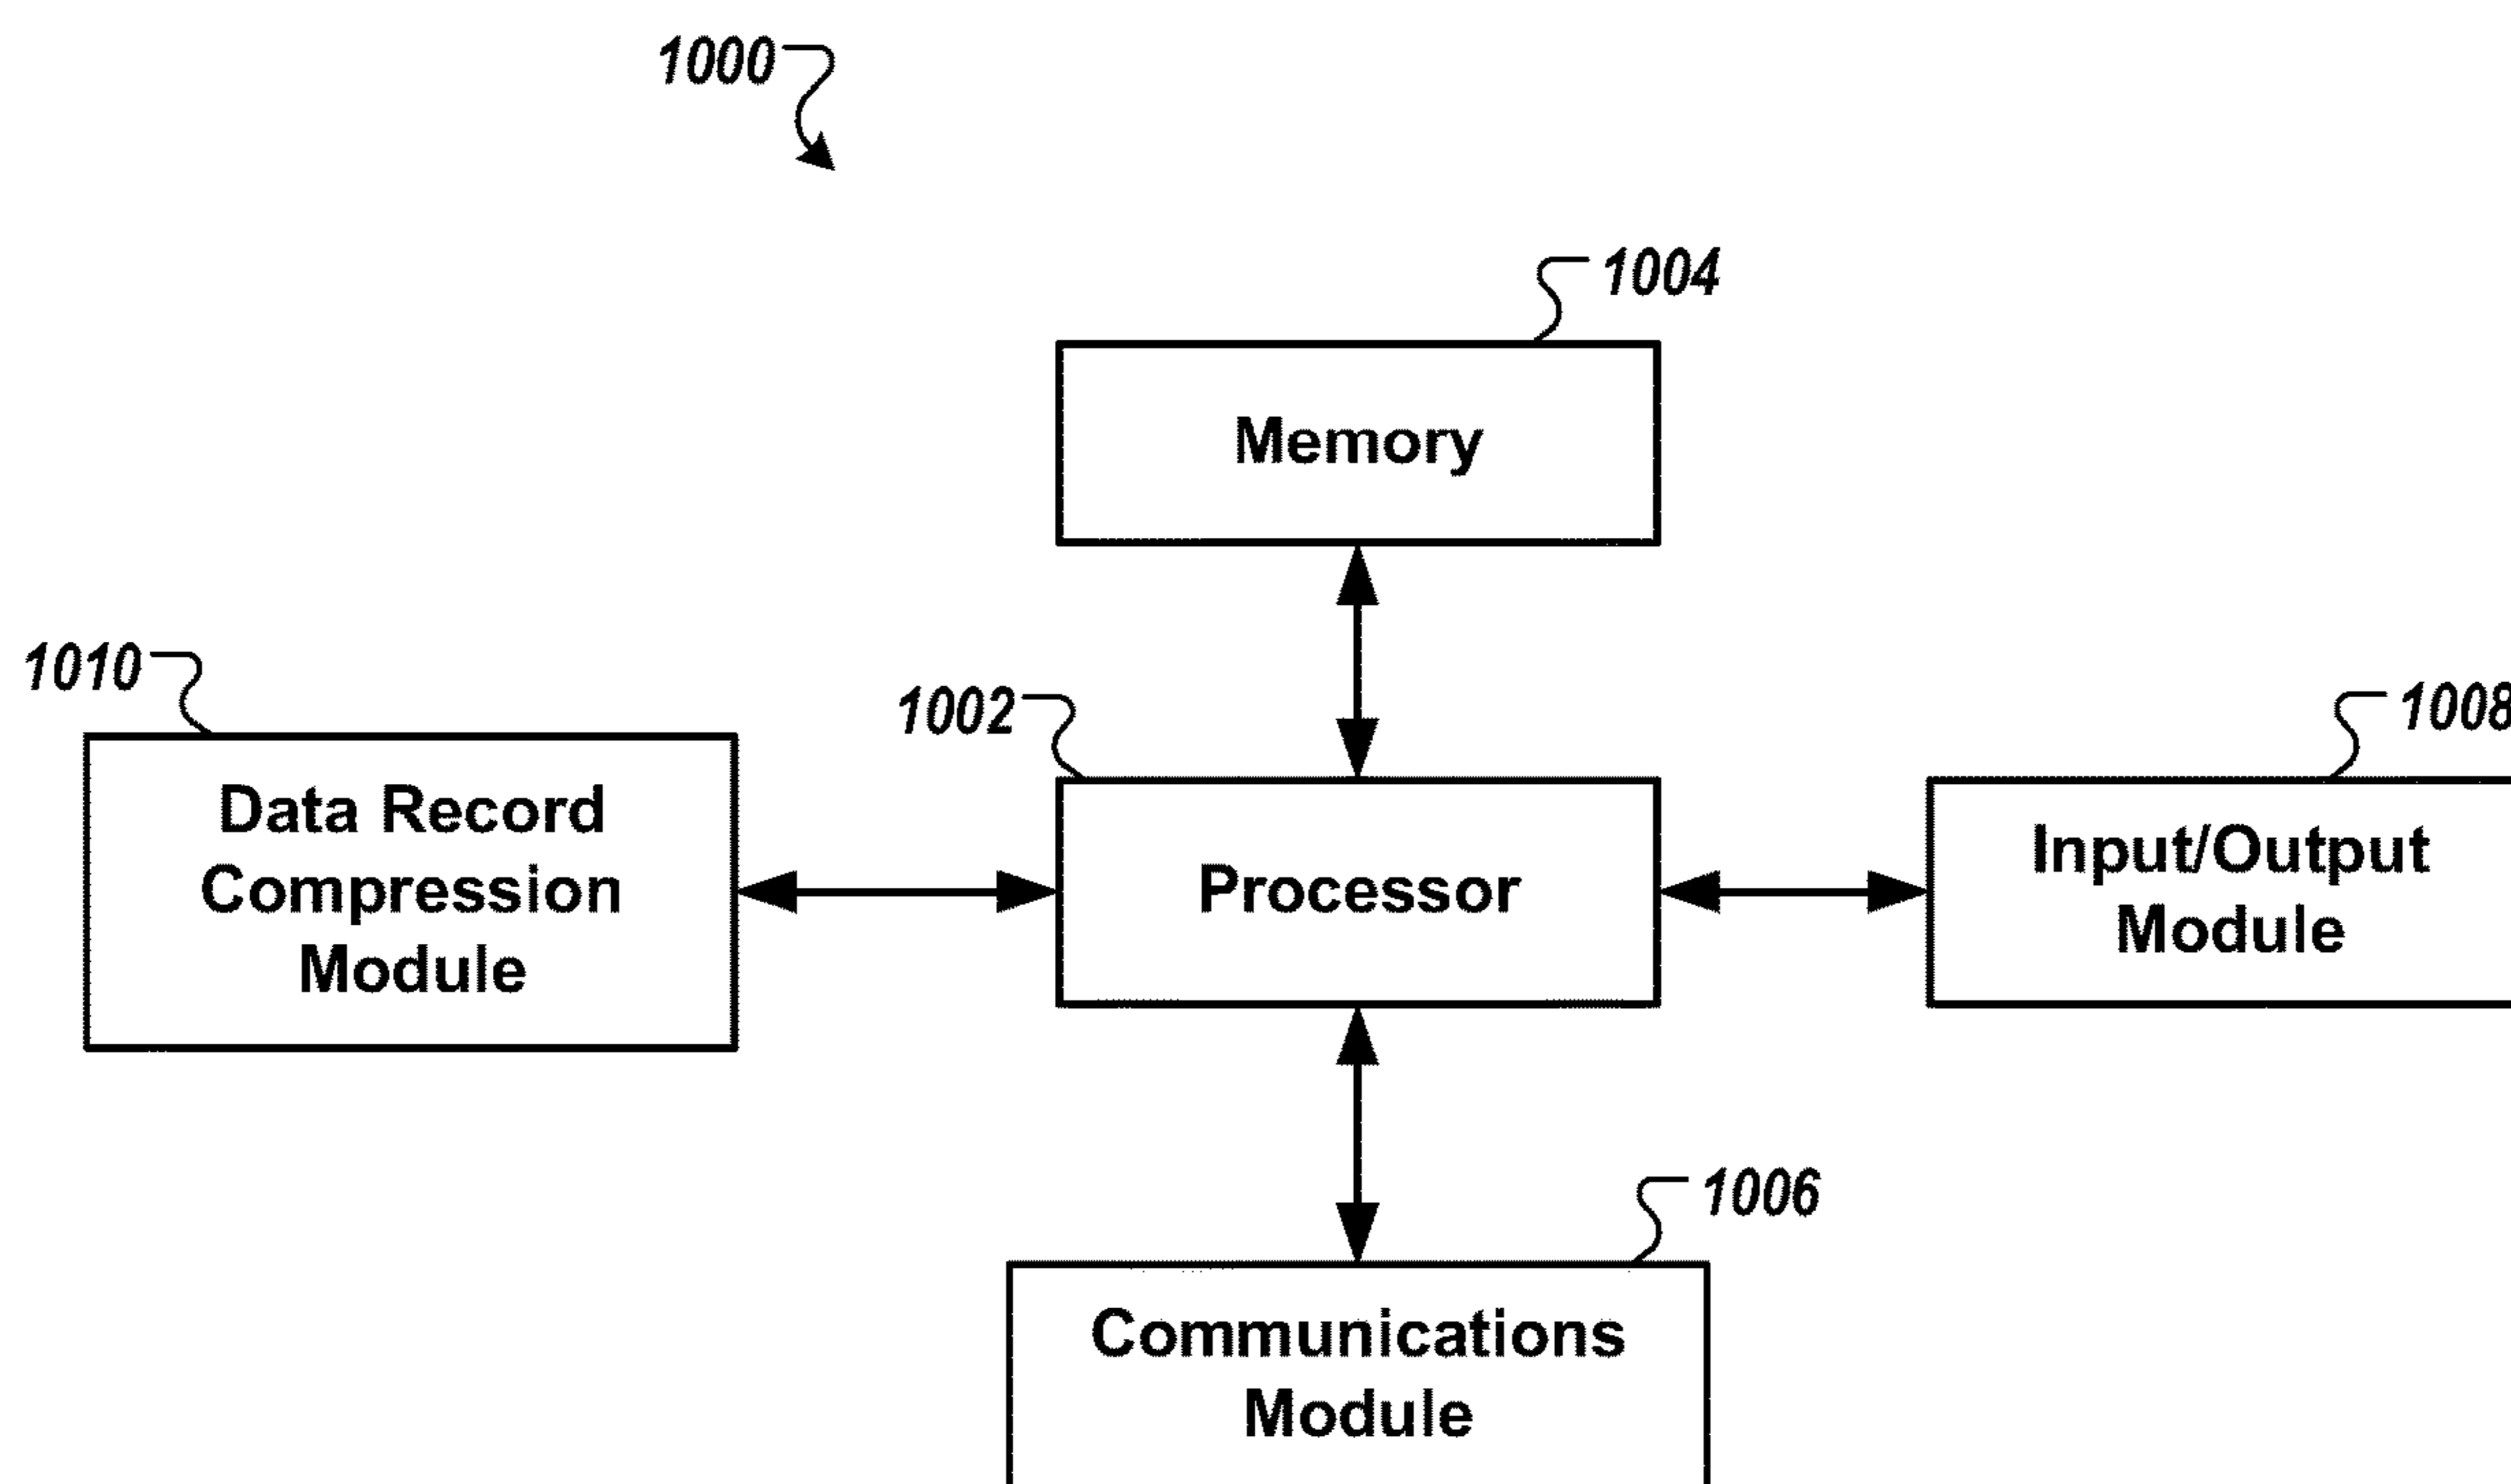 1000
1004
Memory
1010
1002
1008
Data Record
Compression
Module
Processor
Input/Output
Module
1006
Communications
Module